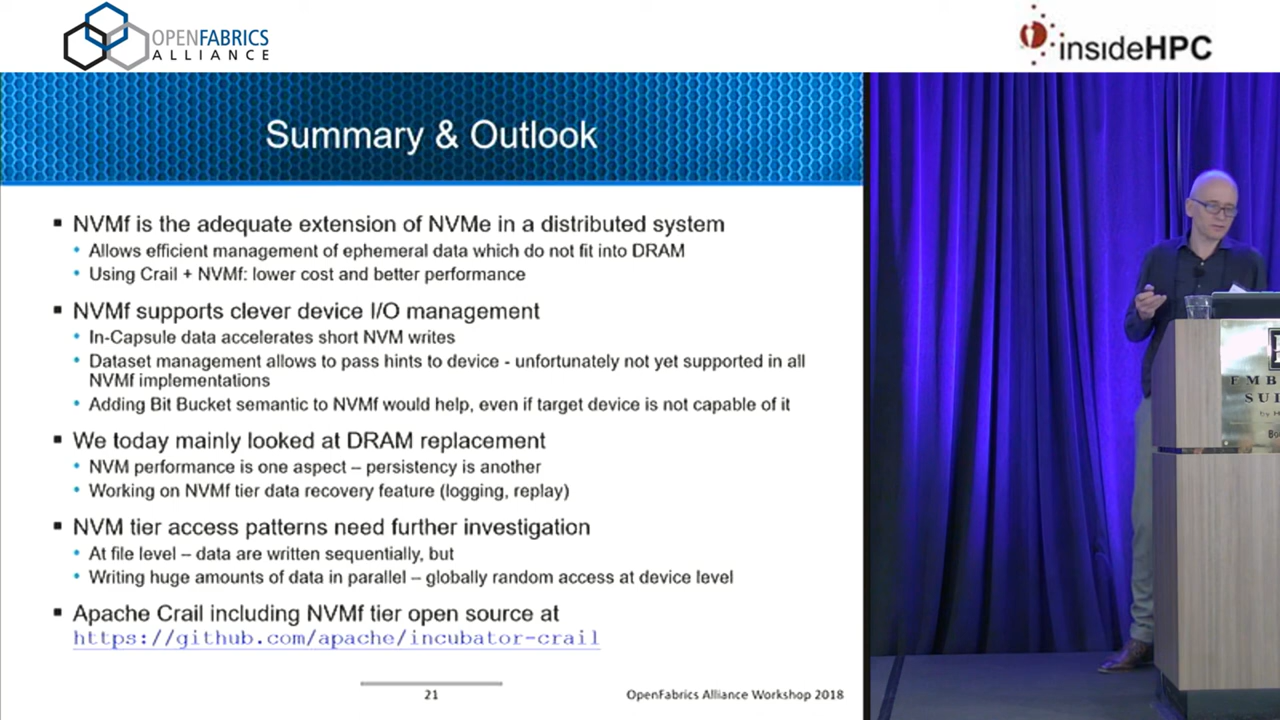 OPENFABRICS
ALLIANCE
insideHPC
Summary & Outlook
▪ NVMf is the adequate extension of NVMe in a distributed system
• Allows efficient management of ephemeral data which do not fit into DRAM
• Using Crail + NVMf: lower cost and better performance
▪ NVMf supports clever device I/O management
• In-Capsule data accelerates short NVM writes
• Dataset management allows to pass hints to device - unfortunately not yet supported in all
NVMf implementations
• Adding Bit Bucket semantic to NVMf would help, even if target device is not capable of it
▪ We today mainly looked at DRAM replacement
• NVM performance is one aspect – persistency is another
• Working on NVMf tier data recovery feature (logging, replay)
▪ NVM tier access patterns need further investigation
• At file level – data are written sequentially, but
• Writing huge amounts of data in parallel – globally random access at device level
▪ Apache Crail including NVMf tier open source at
https://github.com/apache/incubator-crail
21
OpenFabrics Alliance Workshop 2018
E
EMB
SUI
by H
Bo